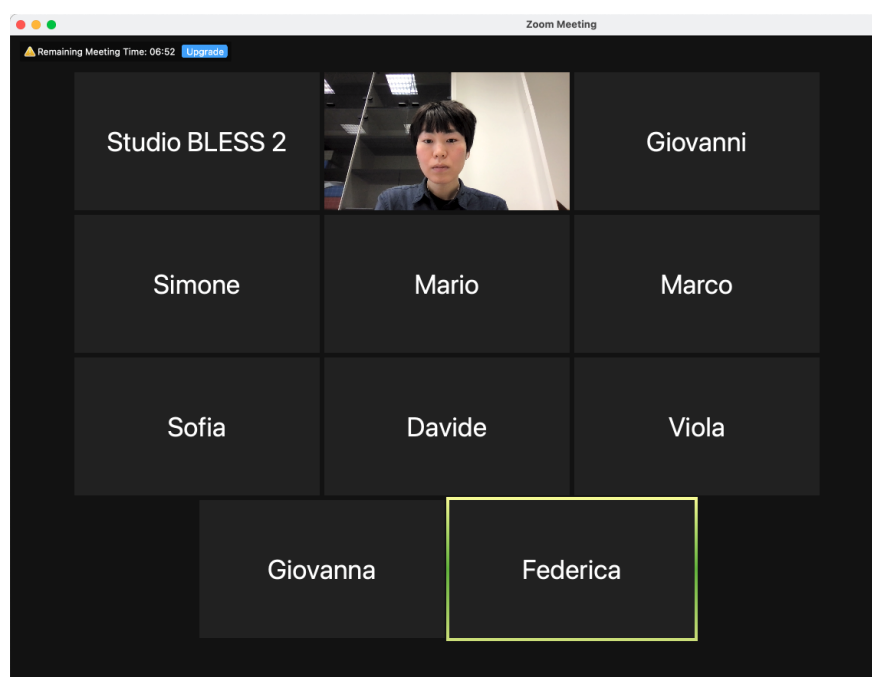 Zoom Meeting
Remaining Meeting Time: 06:52 Upgrade
Studio BLESS 2
Giovanni
Simone
Mario
Marco
Sofia
Davide
Viola
Giovanna
Federica